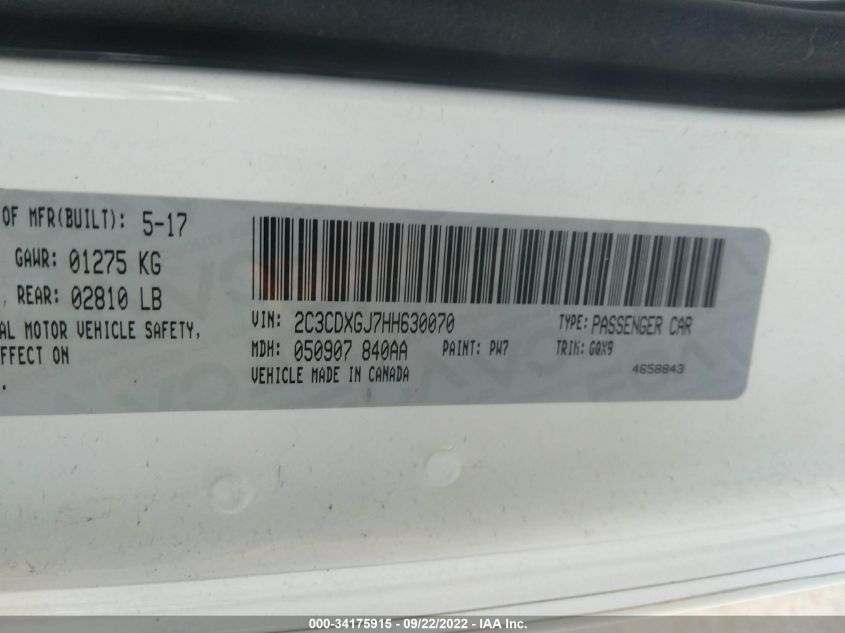 OF MFR(BUILT): 5-17
GAWR: 01275 KG
, REAR: 02810 LB
AL MOTOR VEHICLE SAFETY,
EFFECT ON
.
VIN: 2C3CDXGJ7HH630070 TYPE: PASSENGER CAR
MDH: 050907 840AA PAINT: PW7 TRIM: GQX9
VEHICLE MADE IN CANADA 4658843
000-34175915 - 09/22/2022 - IAA Inc.